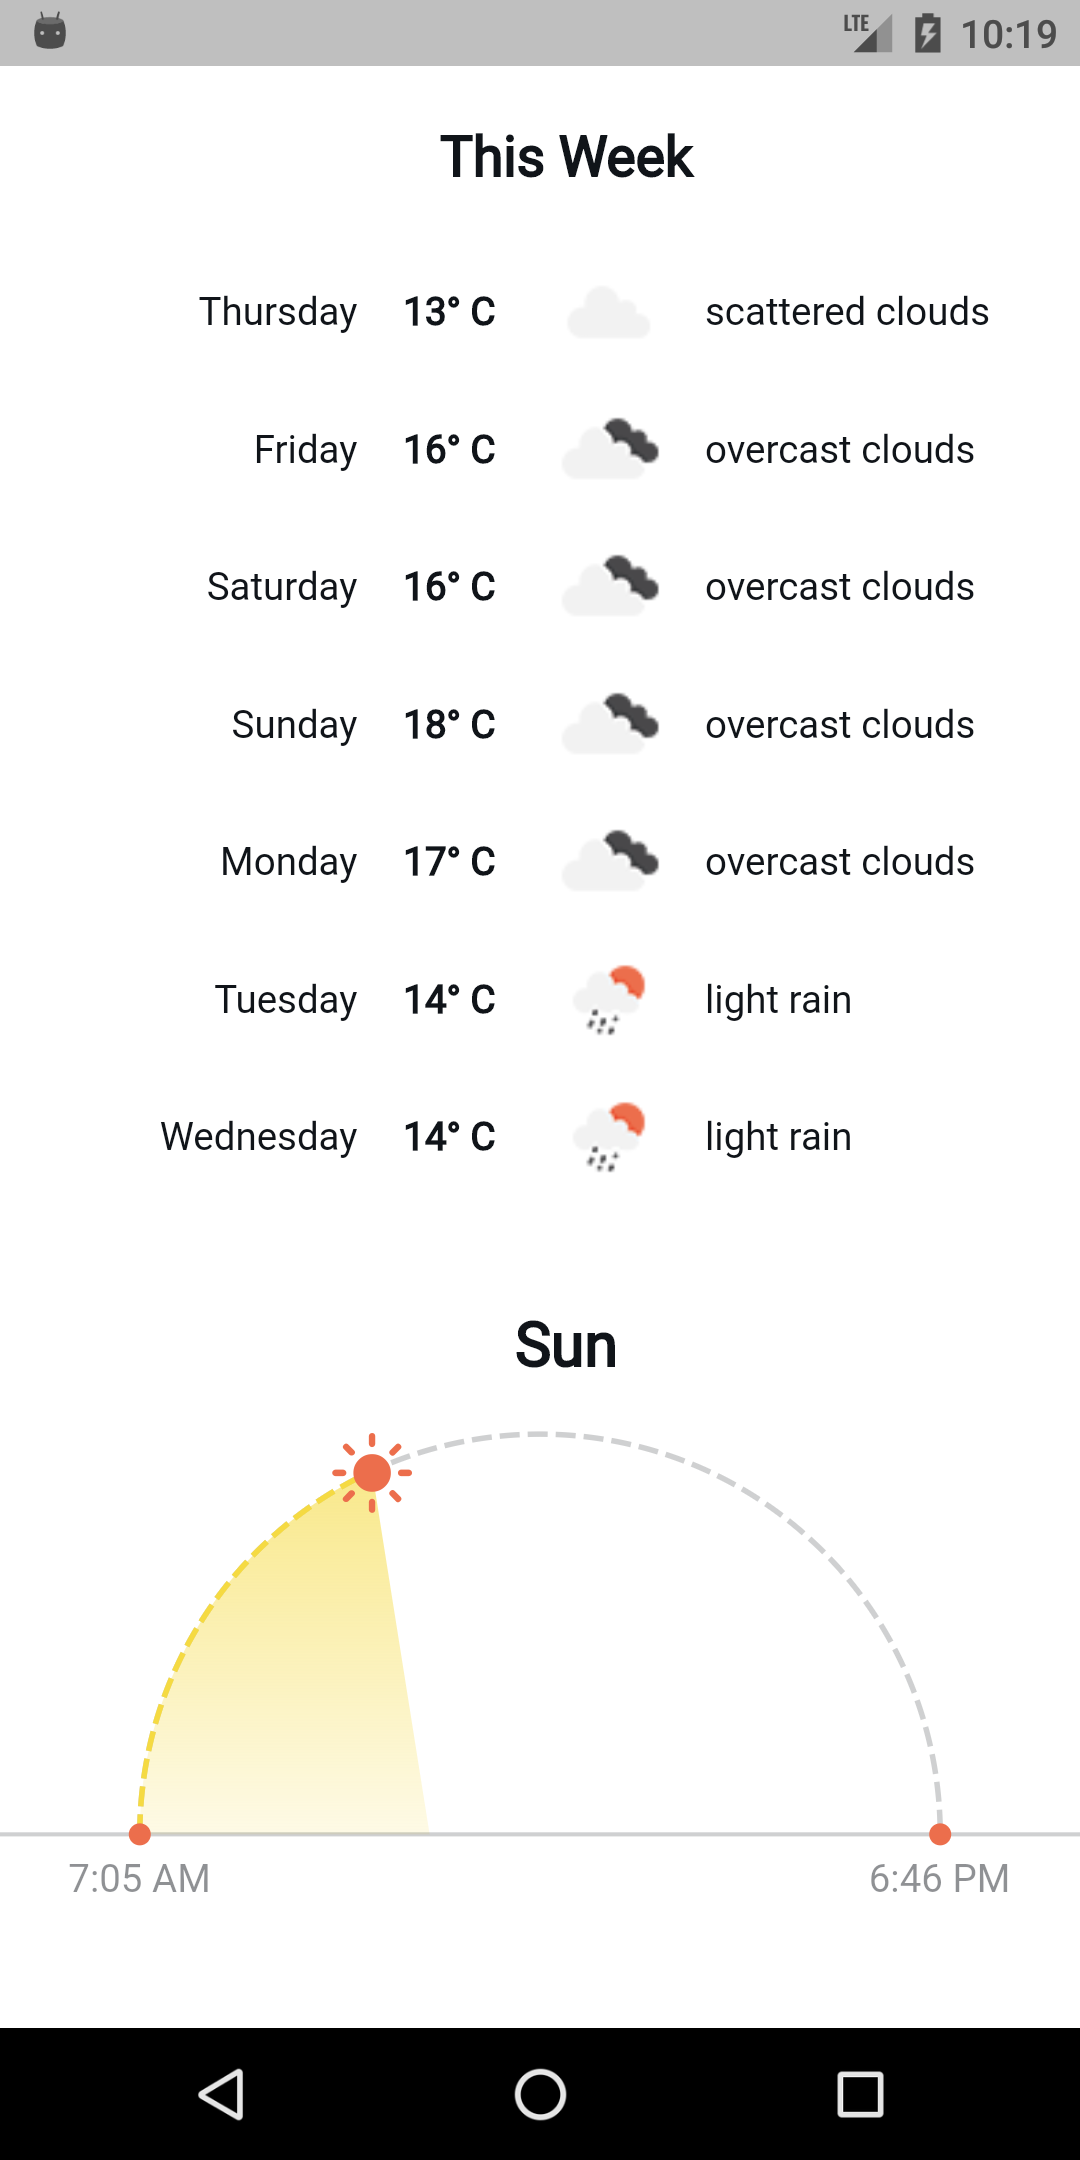 LTE 10:19
This Week
Thursday 13° C scattered clouds
Friday 16° C overcast clouds
Saturday 16° C overcast clouds
Sunday 18° C overcast clouds
Monday 17° C overcast clouds
Tuesday 14° C light rain
Wednesday 14° C light rain
Sun
7:05 AM 6:46 PM